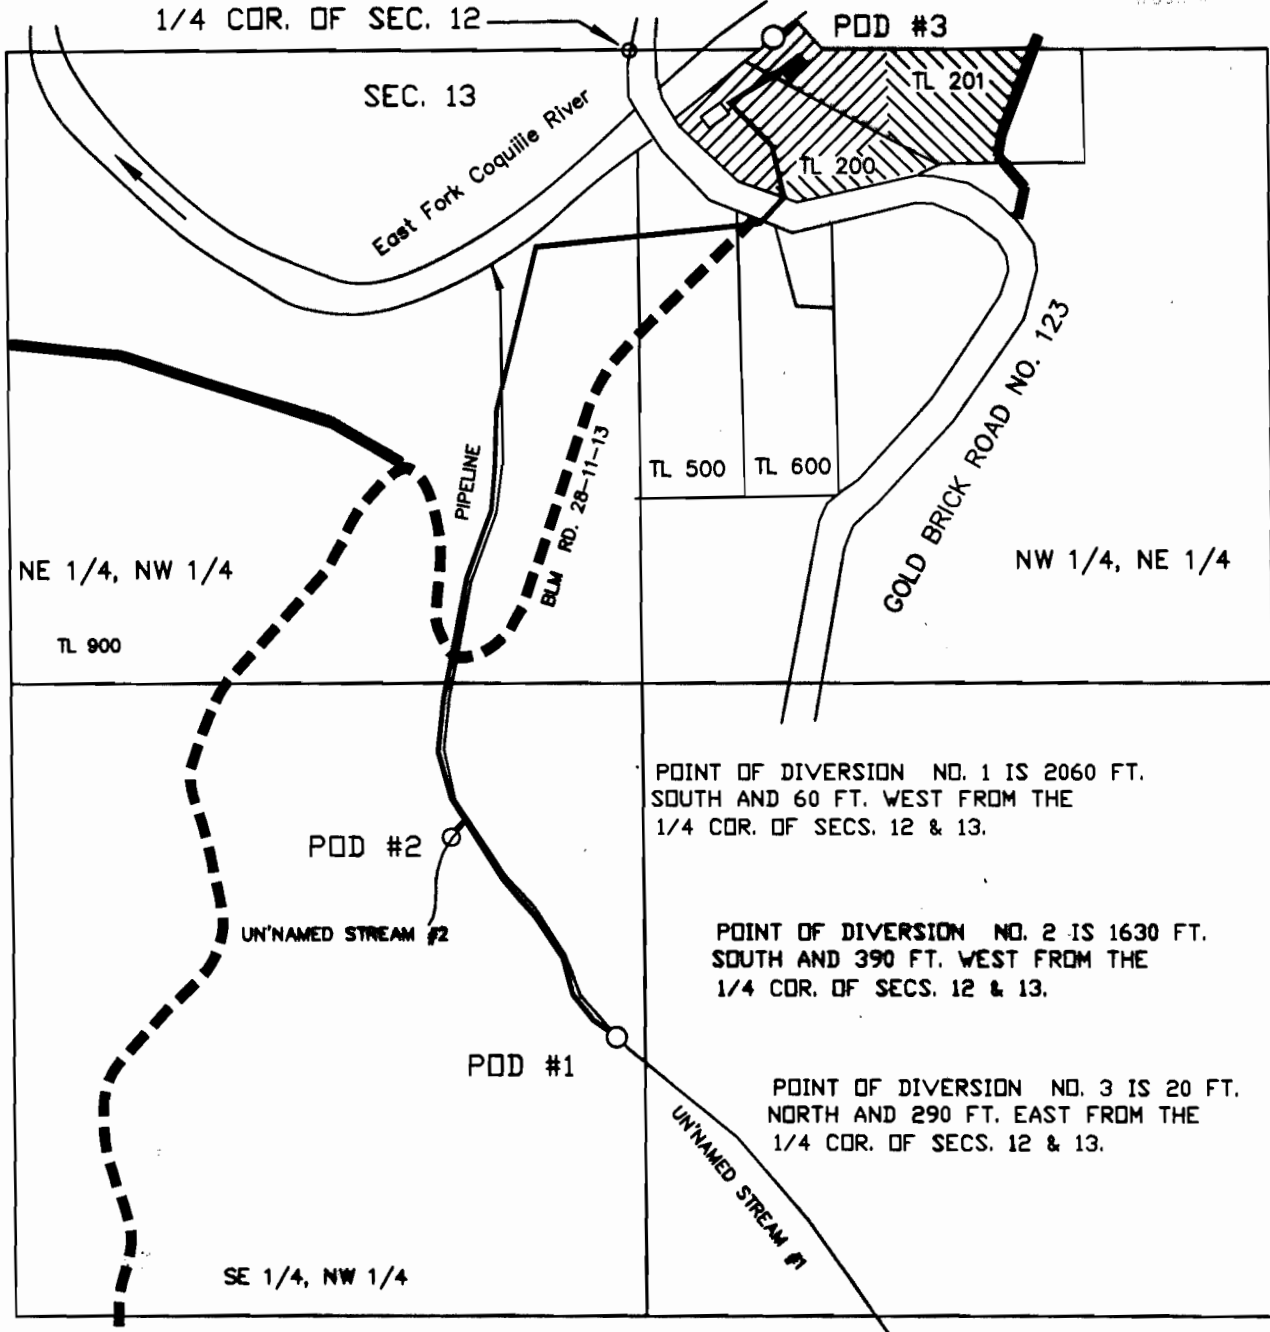 1/4 COR. OF SEC. 12
POD #3
SEC. 13
TL 201
East Fork Coquille River
TL 200
GOLD BRICK ROAD NO. 123
PIPELINE
BLM RD. 28-11-13
TL 500
TL 600
NE 1/4, NW 1/4
NW 1/4, NE 1/4
TL 900
POINT OF DIVERSION NO. 1 IS 2060 FT.
SOUTH AND 60 FT. WEST FROM THE
1/4 COR. OF SECS. 12 & 13.
POD #2
UN'NAMED STREAM #2
POINT OF DIVERSION NO. 2 IS 1630 FT.
SOUTH AND 390 FT. WEST FROM THE
1/4 COR. OF SECS. 12 & 13.
POD #1
POINT OF DIVERSION NO. 3 IS 20 FT.
NORTH AND 290 FT. EAST FROM THE
1/4 COR. OF SECS. 12 & 13.
UN'NAMED STREAM #1
SE 1/4, NW 1/4